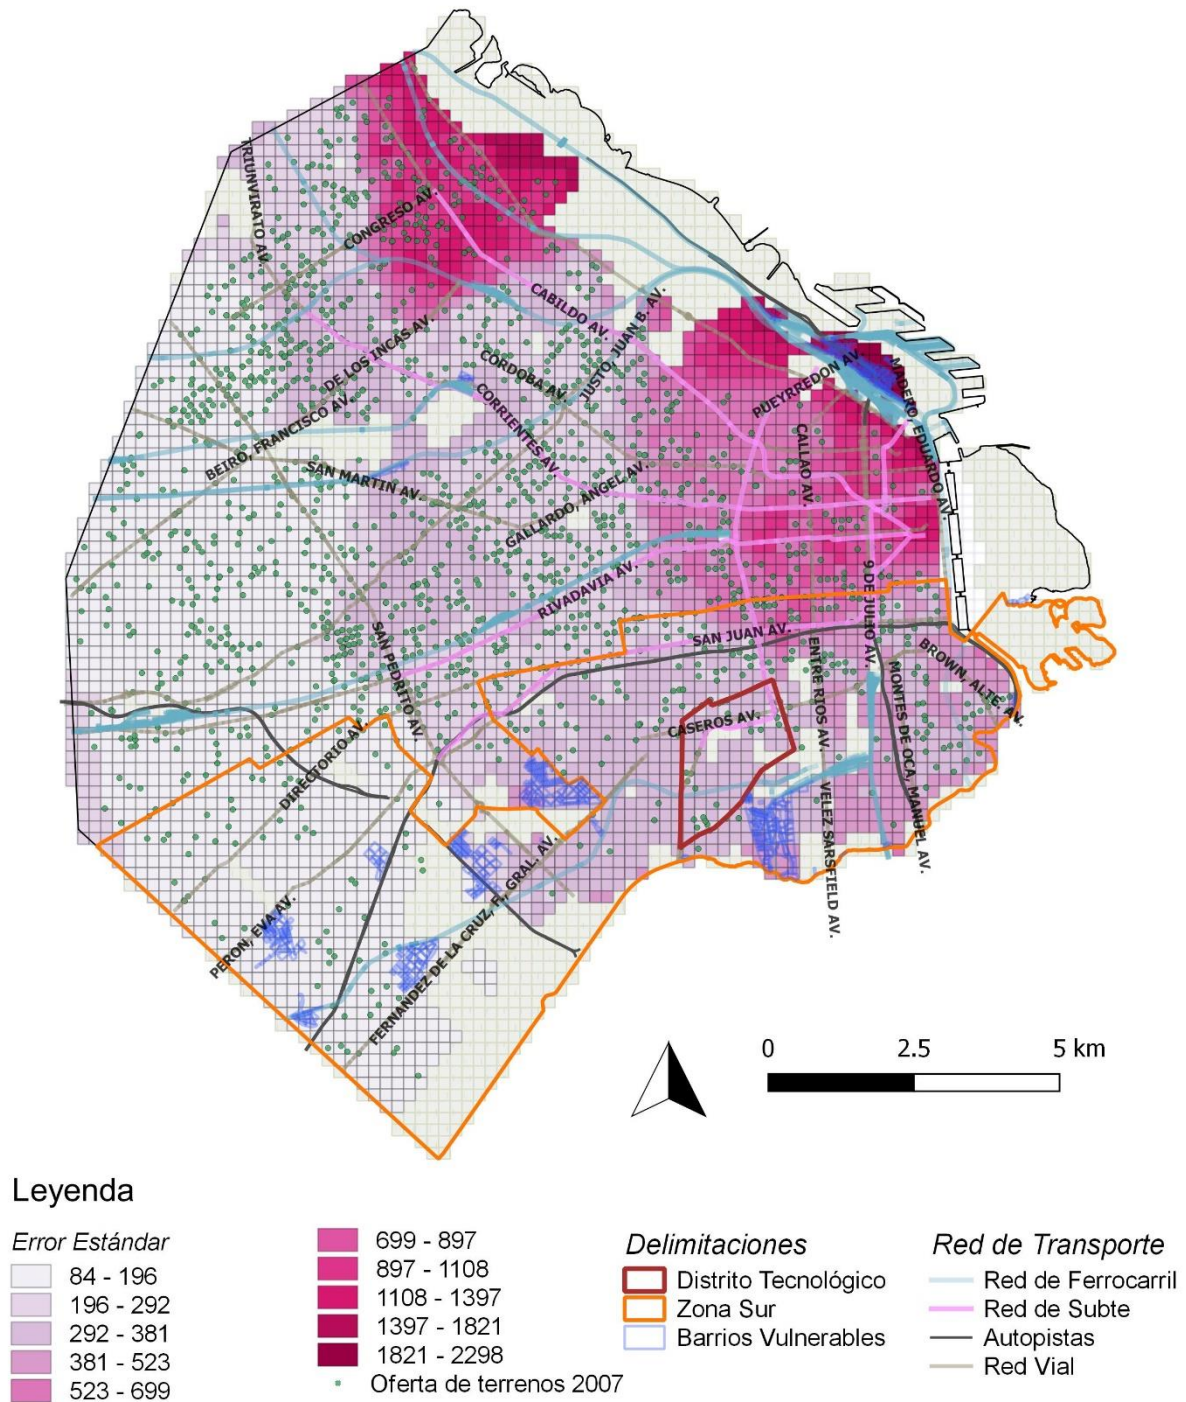 TRIUNVIRATO AV.
CONGRESO AV.
CABILDO AV.
JUSTO, JUAN B. AV.
DE LOS INCAS AV.
CORDOBA AV.
BEIRO, FRANCISCO AV.
CORRIENTES AV.
PUEYRREDON AV.
MADERO, EDUARDO AV.
CALLAO AV.
SAN MARTIN AV.
GALLARDO, ANGEL AV.
RIVADAVIA AV.
9 DE JULIO AV.
SAN PEDRITO AV.
SAN JUAN AV.
ENTRE RIOS AV.
BROWN, ALTE. AV.
MONTES DE OCA, MANUEL AV.
CASEROS AV.
DIRECTORIO AV.
VELEZ SARSFIELD AV.
PERON, EVA AV.
FERNANDEZ DE LA CRUZ, F., GRAL. AV.
0 2.5 5 km
Leyenda
Error Estándar
84 - 196
196 - 292
292 - 381
381 - 523
523 - 699
699 - 897
897 - 1108
1108 - 1397
1397 - 1821
1821 - 2298
Oferta de terrenos 2007
Delimitaciones
Distrito Tecnológico
Zona Sur
Barrios Vulnerables
Red de Transporte
Red de Ferrocarril
Red de Subte
Autopistas
Red Vial